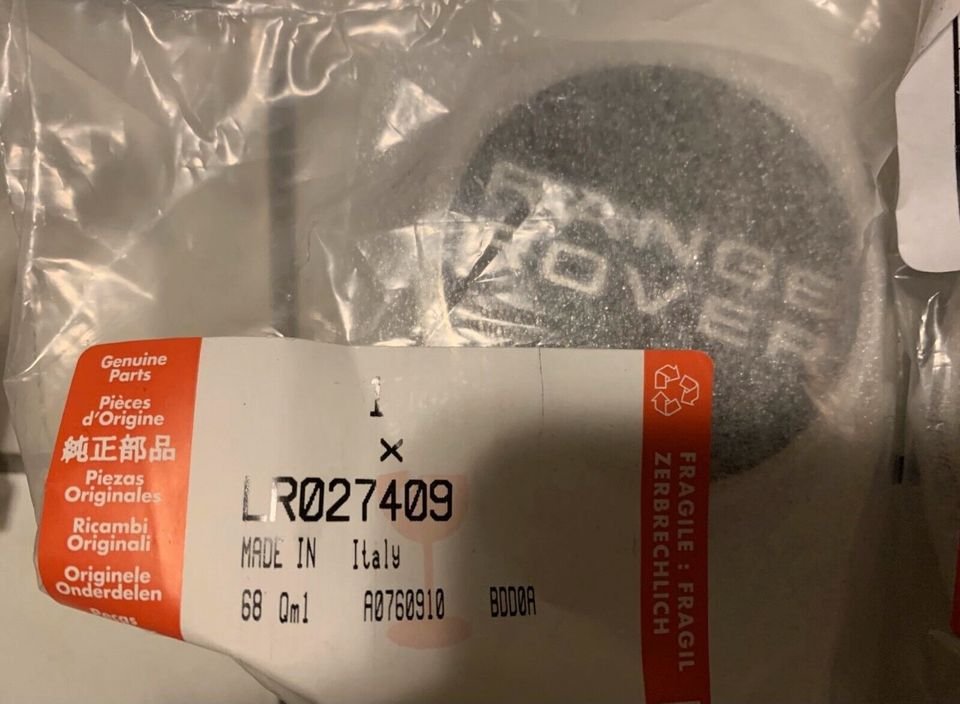 RANGE
ROVER
Genuine
Parts
Pièces
d'Origine
純正部品
Piezas
Originales
Ricambi
Originali
Originele
Onderdelen
Peças
1
×
LR027409
MADE IN Italy
68 Qm1 A0760910 BDD0A
FRAGILE : FRAGIL
ZERBRECHLICH